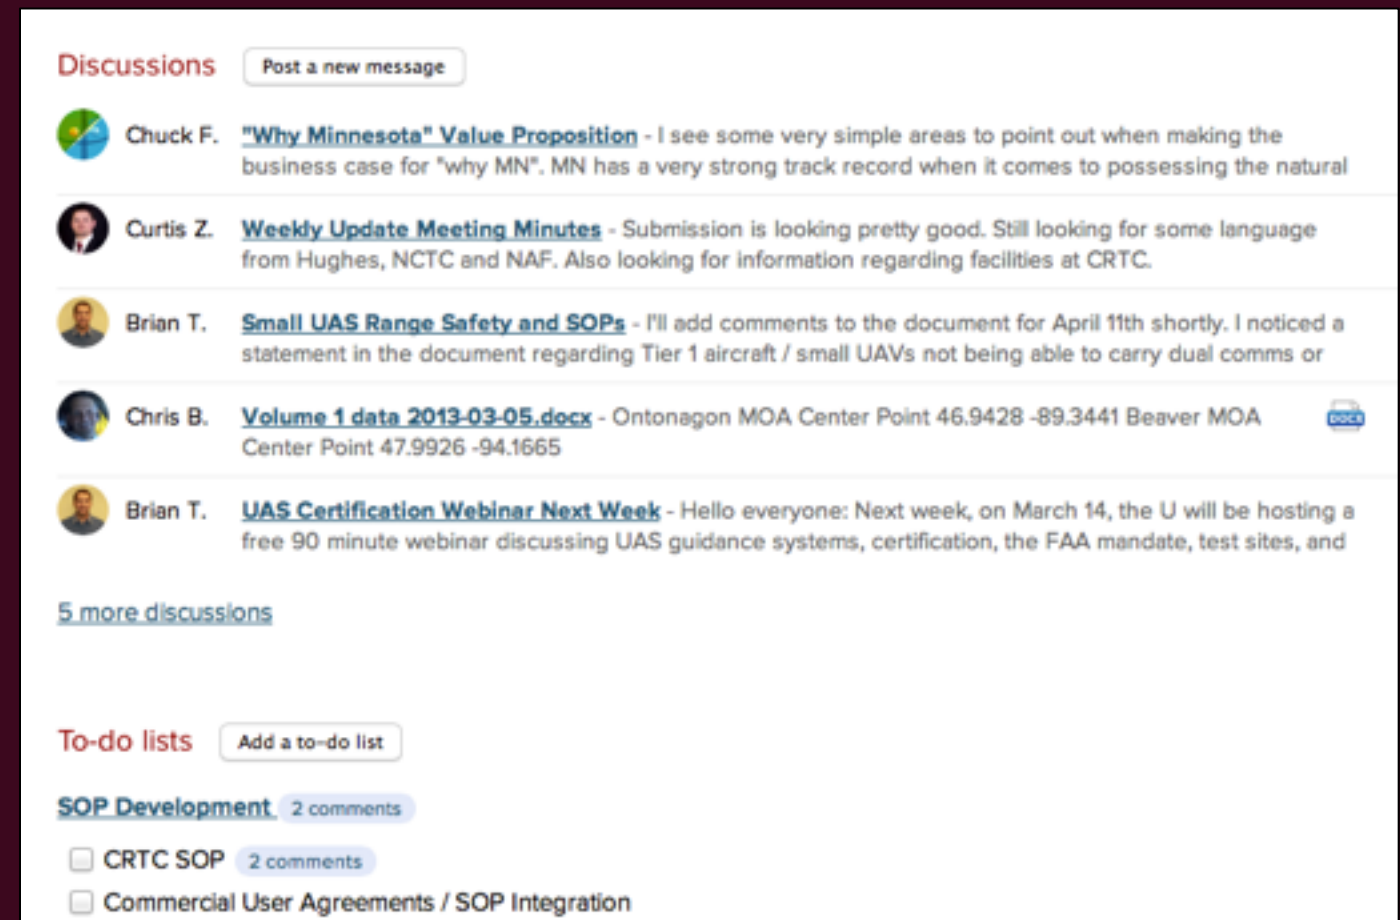 Discussions Post a new message
Chuck F. "Why Minnesota" Value Proposition - I see some very simple areas to point out when making the
business case for "why MN". MN has a very strong track record when it comes to possessing the natural
Curtis Z. Weekly Update Meeting Minutes - Submission is looking pretty good. Still looking for some language
from Hughes, NCTC and NAF. Also looking for information regarding facilities at CRTC.
Brian T. Small UAS Range Safety and SOPs - I'll add comments to the document for April 11th shortly. I noticed a
statement in the document regarding Tier 1 aircraft / small UAVs not being able to carry dual comms or
Chris B. Volume 1 data 2013-03-05.docx - Ontonagon MOA Center Point 46.9428 -89.3441 Beaver MOA DOCX
Center Point 47.9926 -94.1665
Brian T. UAS Certification Webinar Next Week - Hello everyone: Next week, on March 14, the U will be hosting a
free 90 minute webinar discussing UAS guidance systems, certification, the FAA mandate, test sites, and
5 more discussions
To-do lists Add a to-do list
SOP Development 2 comments
CRTC SOP 2 comments
Commercial User Agreements / SOP Integration